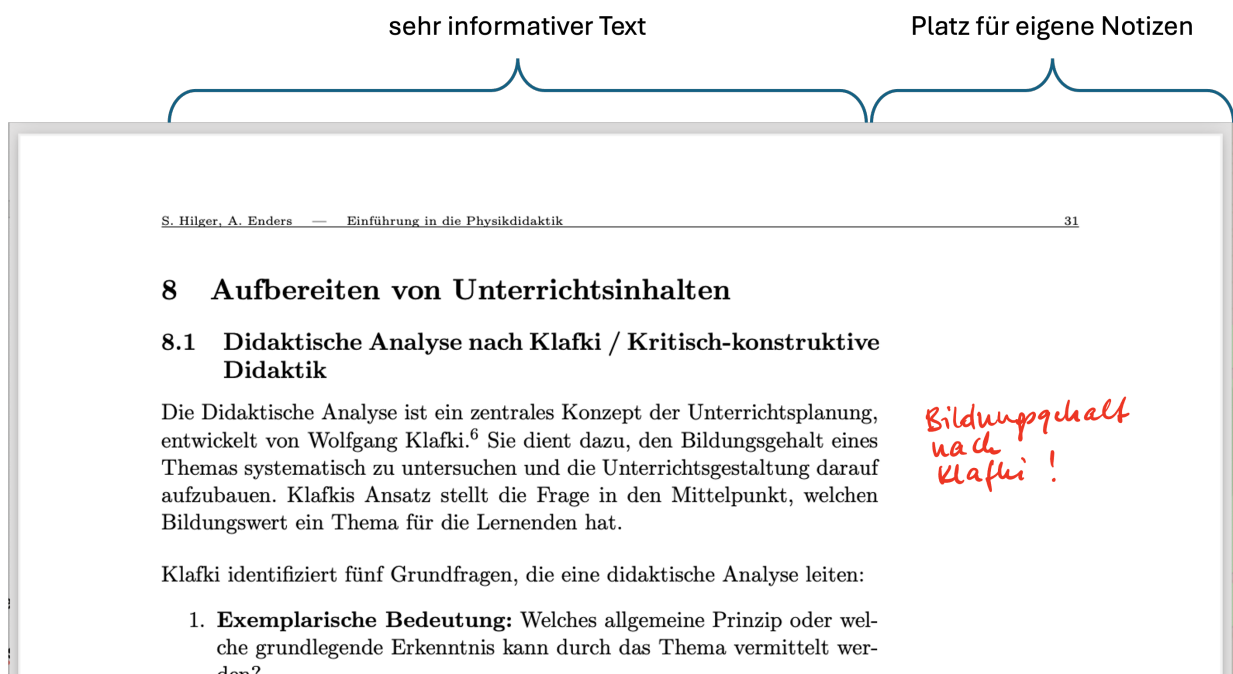 sehr informativer Text
Platz für eigene Notizen
S. Hilger, A. Enders — Einführung in die Physikdidaktik 31
8 Aufbereiten von Unterrichtsinhalten
8.1 Didaktische Analyse nach Klafki / Kritisch-konstruktive
Didaktik
Die Didaktische Analyse ist ein zentrales Konzept der Unterrichtsplanung,
entwickelt von Wolfgang Klafki.⁶ Sie dient dazu, den Bildungsgehalt eines
Themas systematisch zu untersuchen und die Unterrichtsgestaltung darauf
aufzubauen. Klafkis Ansatz stellt die Frage in den Mittelpunkt, welchen
Bildungswert ein Thema für die Lernenden hat.
Bildungsgehalt
nach
Klafki !
Klafki identifiziert fünf Grundfragen, die eine didaktische Analyse leiten:
1. Exemplarische Bedeutung: Welches allgemeine Prinzip oder wel-
che grundlegende Erkenntnis kann durch das Thema vermittelt wer-
den?